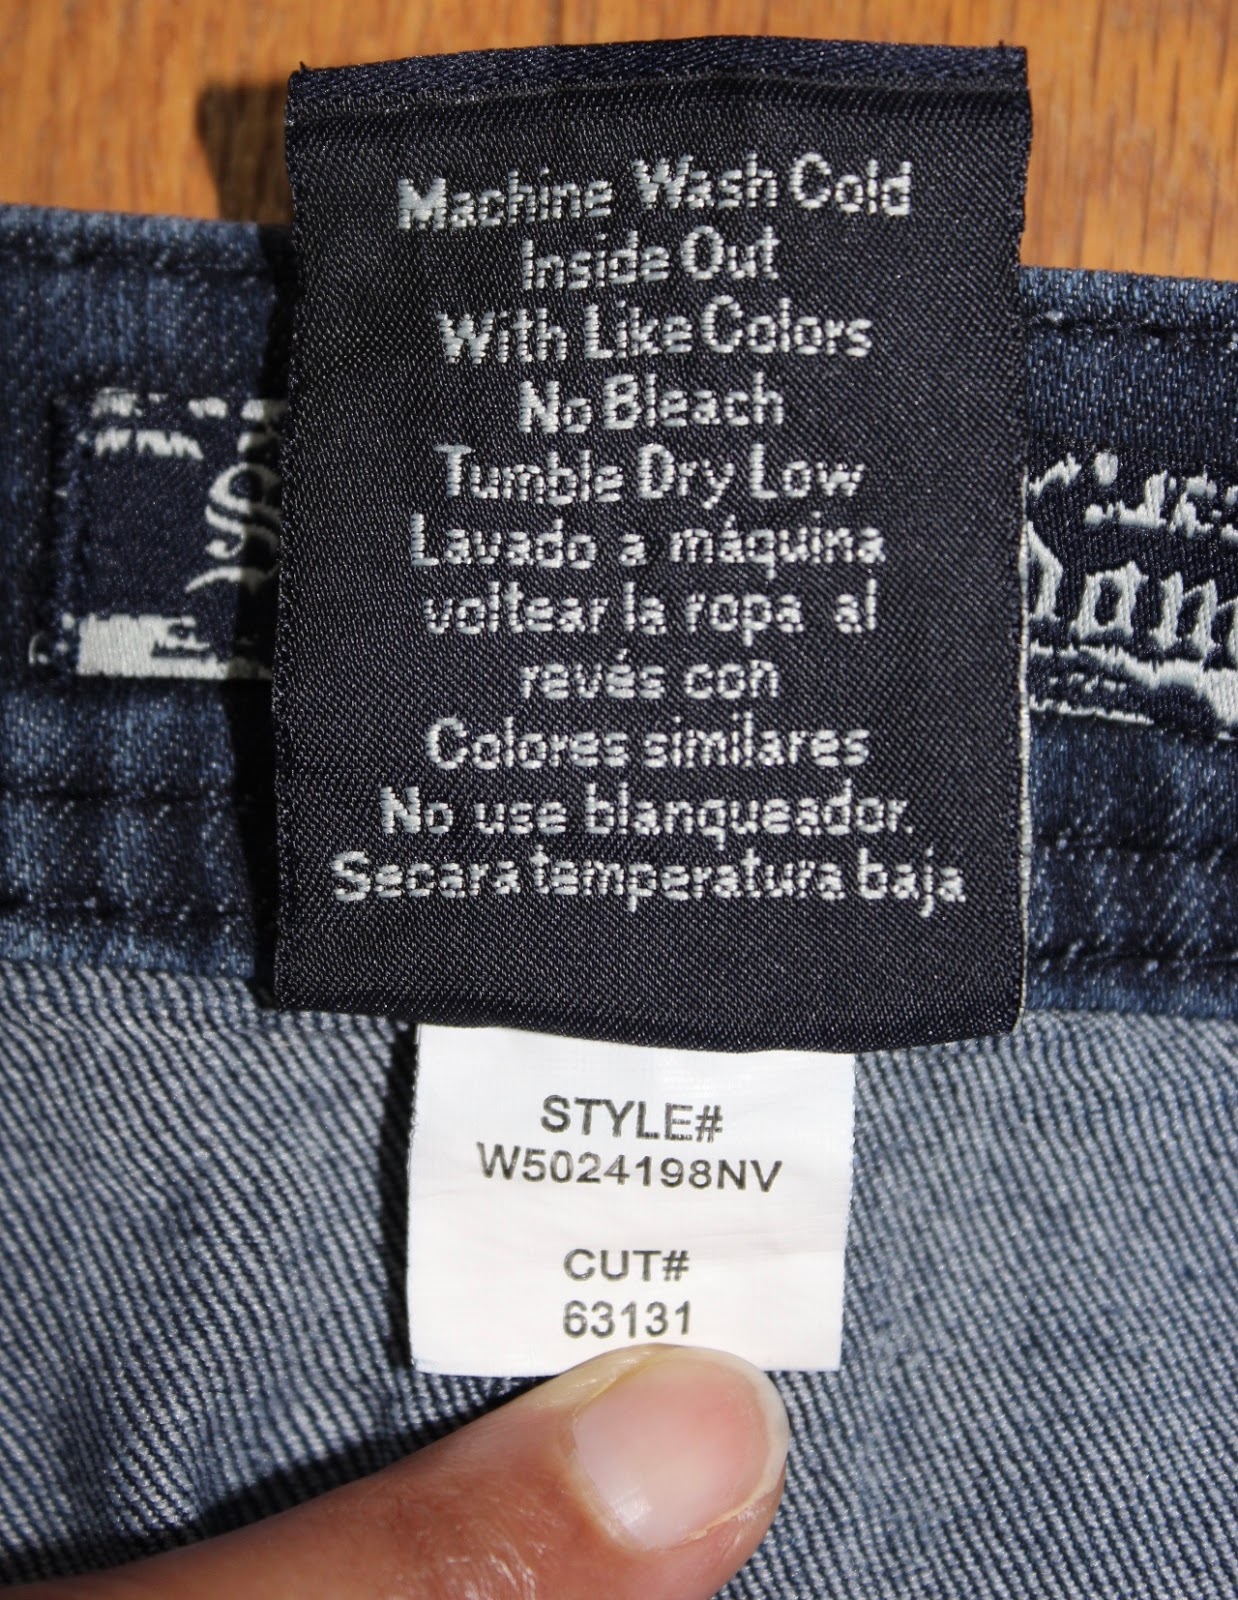 Machine Wash Cold
Inside Out
With Like Colors
No Bleach
Tumble Dry Low
Lavado a máquina
voltear la ropa al
revés con
Colores similares
No use blanqueador.
Secara temperatura baja
STYLE#
W5024198NV
CUT#
63131